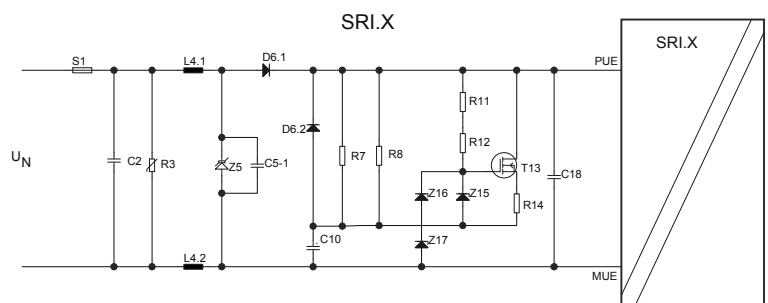 SRI.X
SRI.X
S1
L4.1
D6.1
PUE
R11
D6.2
R12
UN
C2
R3
Z5
C5-1
R7
R8
T13
C18
Z16
Z15
R14
C10
Z17
L4.2
MUE